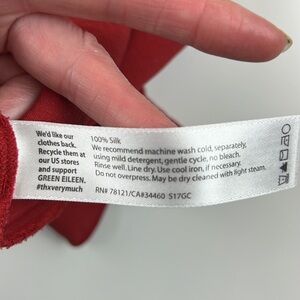 We'd like our
clothes back.
Recycle them at
our US stores
and support
GREEN EILEEN.
#thxverymuch
100% Silk
We recommend machine wash cold, separately,
using mild detergent, gentle cycle, no bleach.
Rinse well. Line dry. Use cool iron, if necessary.
Do not overpress. May be dry cleaned with light steam.
RN# 78121/CA#34460 S17GC